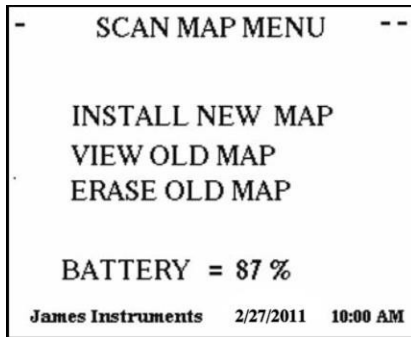 - SCAN MAP MENU --
INSTALL NEW MAP
VIEW OLD MAP
ERASE OLD MAP
BATTERY = 87 %
James Instruments 2/27/2011 10:00 AM